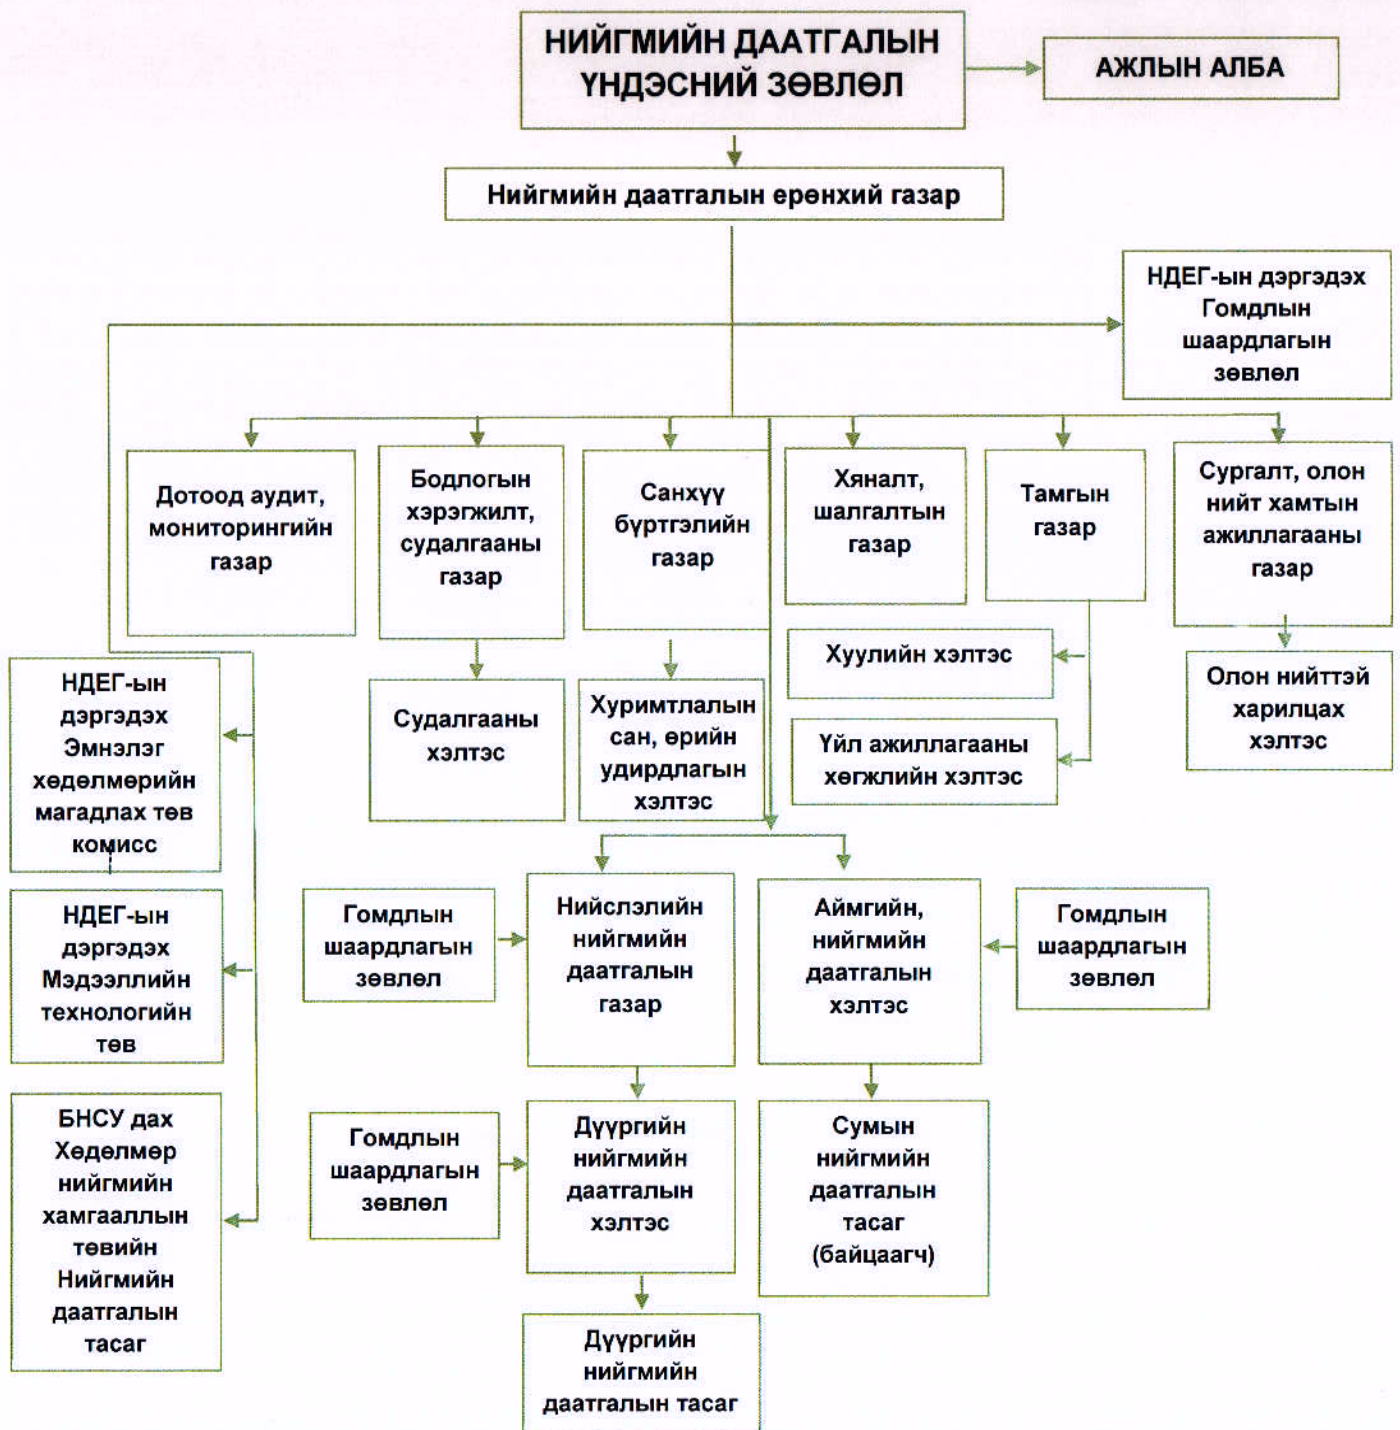 НИЙГМИЙН ДААТГАЛЫН
ҮНДЭСНИЙ ЗӨВЛӨЛ
АЖЛЫН АЛБА
Нийгмийн даатгалын ерөнхий газар
НДЕГ-ын дэргэдэх
Гомдлын
шаардлагын
зөвлөл
Дотоод аудит,
мониторингийн
газар
Бодлогын
хэрэгжилт,
судалгааны
газар
Санхүү
бүртгэлийн
газар
Хяналт,
шалгалтын
газар
Тамгын
газар
Сургалт, олон
нийт хамтын
ажиллагааны
газар
НДЕГ-ын
дэргэдэх
Эмнэлэг
хөдөлмөрийн
магадлах төв
комисс
Судалгааны
хэлтэс
Хуримтлалын
сан, өрийн
удирдлагын
хэлтэс
Хуулийн хэлтэс
Үйл ажиллагааны
хөгжлийн хэлтэс
Олон нийттэй
харилцах
хэлтэс
НДЕГ-ын
дэргэдэх
Мэдээллийн
технологийн
төв
Гомдлын
шаардлагын
зөвлөл
Нийслэлийн
нийгмийн
даатгалын
газар
Аймгийн,
нийгмийн
даатгалын
хэлтэс
Гомдлын
шаардлагын
зөвлөл
БНСУ дах
Хөдөлмөр
нийгмийн
хамгааллын
төвийн
Нийгмийн
даатгалын
тасаг
Гомдлын
шаардлагын
зөвлөл
Дүүргийн
нийгмийн
даатгалын
хэлтэс
Сумын
нийгмийн
даатгалын
тасаг
(байцаагч)
Дүүргийн
нийгмийн
даатгалын тасаг